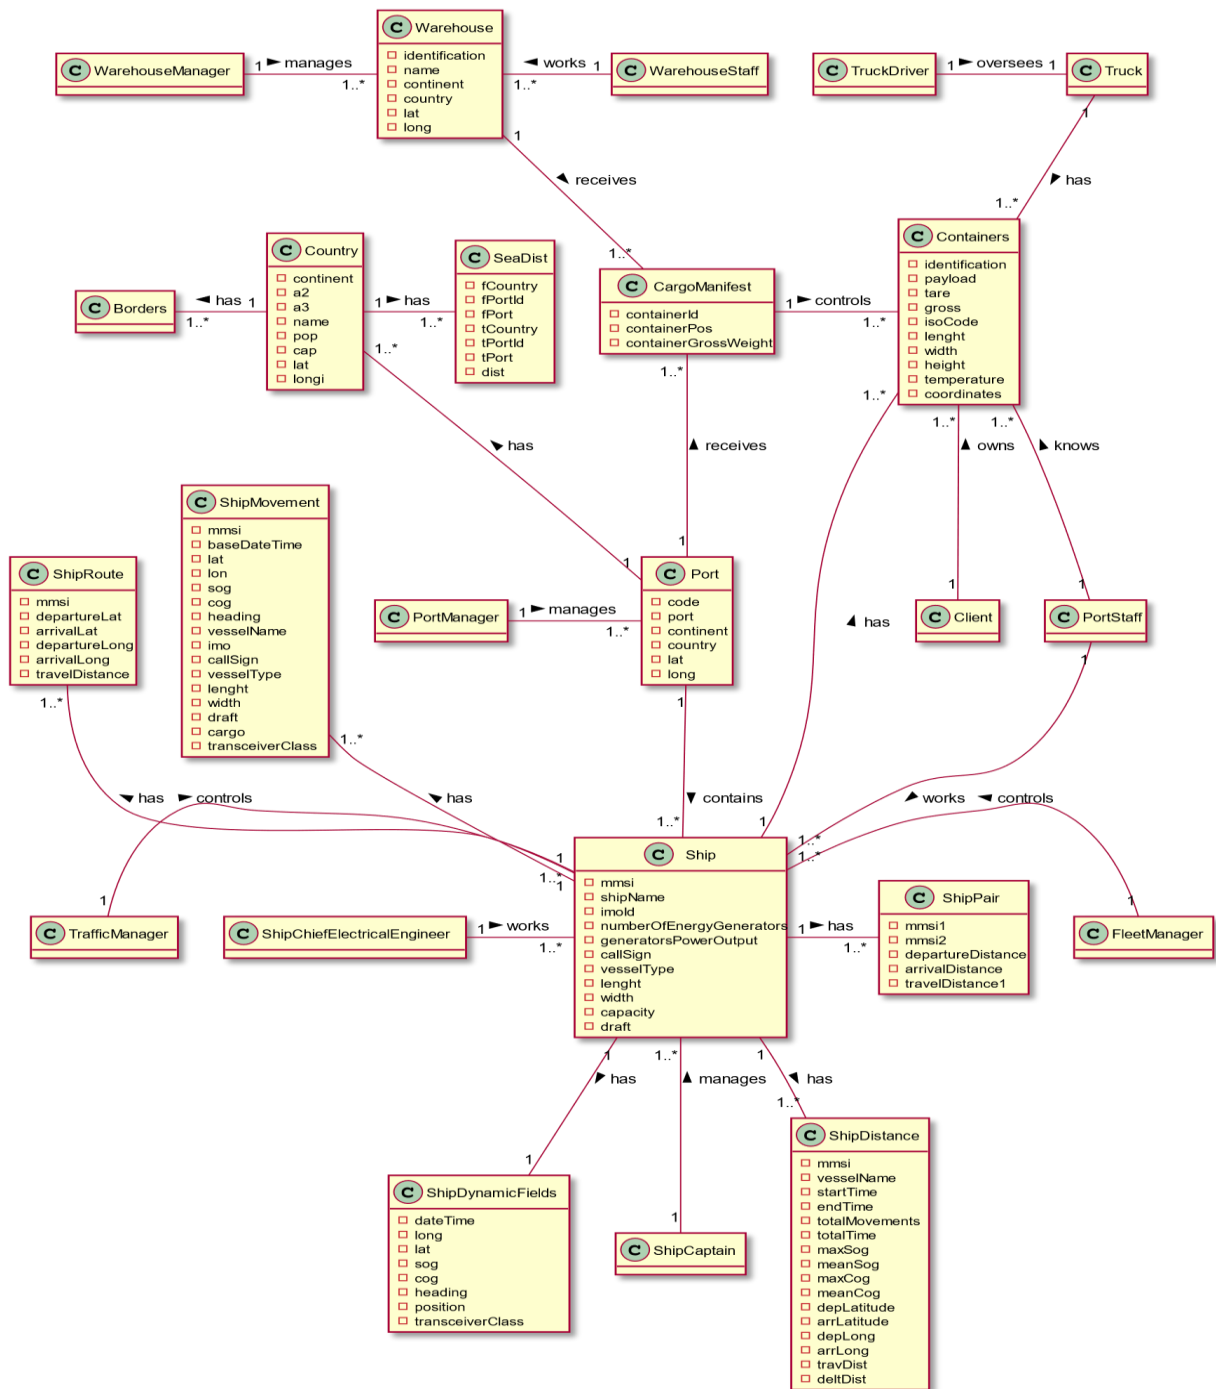 C Warehouse
identification
name
continent
country
lat
long
C WarehouseManager
1 ► manages
1..*
◄ works 1
1..*
C WarehouseStaff
C TruckDriver
1 ► oversees 1
C Truck
1
receives
1..*
1
has
1..*
C Country
continent
a2
a3
name
pop
cap
lat
longi
C SeaDist
fCountry
fPortId
fPort
tCountry
tPortId
tPort
dist
C Borders
◄ has 1
1..*
1 ► has
1..*
C CargoManifest
containerId
containerPos
containerGrossWeight
1 ► controls
1..*
C Containers
identification
payload
tare
gross
isoCode
lenght
width
height
temperature
coordinates
1..*
has
1
1..*
▲ receives
1
1..*
has
1
1..*
▲ owns
1
1..*
knows
1
C ShipMovement
mmsi
baseDateTime
lat
lon
sog
cog
heading
vesselName
imo
callSign
vesselType
lenght
width
draft
cargo
transceiverClass
C ShipRoute
mmsi
departureLat
arrivalLat
departureLong
arrivalLong
travelDistance
C PortManager
1 ► manages
1..*
C Port
code
port
continent
country
lat
long
C Client
C PortStaff
1..*
has
1
1..*
has
1
1
▼ contains
1..*
1
works
1..*
C TrafficManager
1
► controls
1..*
C ShipChiefElectricalEngineer
1 ► works
1..*
C Ship
mmsi
shipName
imoId
numberOfEnergyGenerators
generatorsPowerOutput
callSign
vesselType
lenght
width
capacity
draft
1 ► has
1..*
C ShipPair
mmsi1
mmsi2
departureDistance
arrivalDistance
travelDistance1
◄ controls
1..*
1
C FleetManager
1
has
1
1..*
▲ manages
1
1
has
1..*
C ShipDynamicFields
dateTime
long
lat
sog
cog
heading
position
transceiverClass
C ShipCaptain
C ShipDistance
mmsi
vesselName
startTime
endTime
totalMovements
totalTime
maxSog
meanSog
maxCog
meanCog
depLatitude
arrLatitude
depLong
arrLong
travDist
deltDist